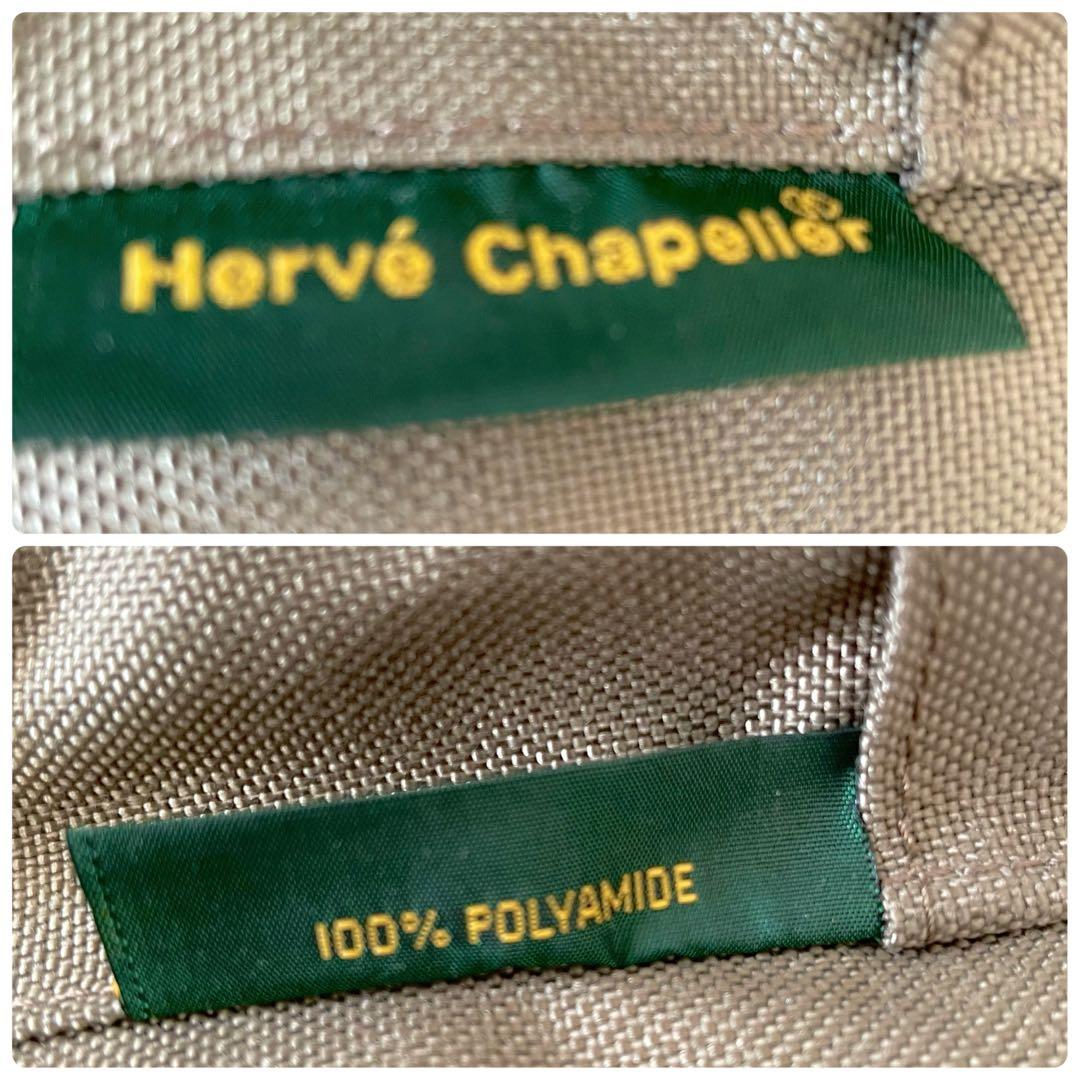 Hervé Chapelier®
100% POLYAMIDE